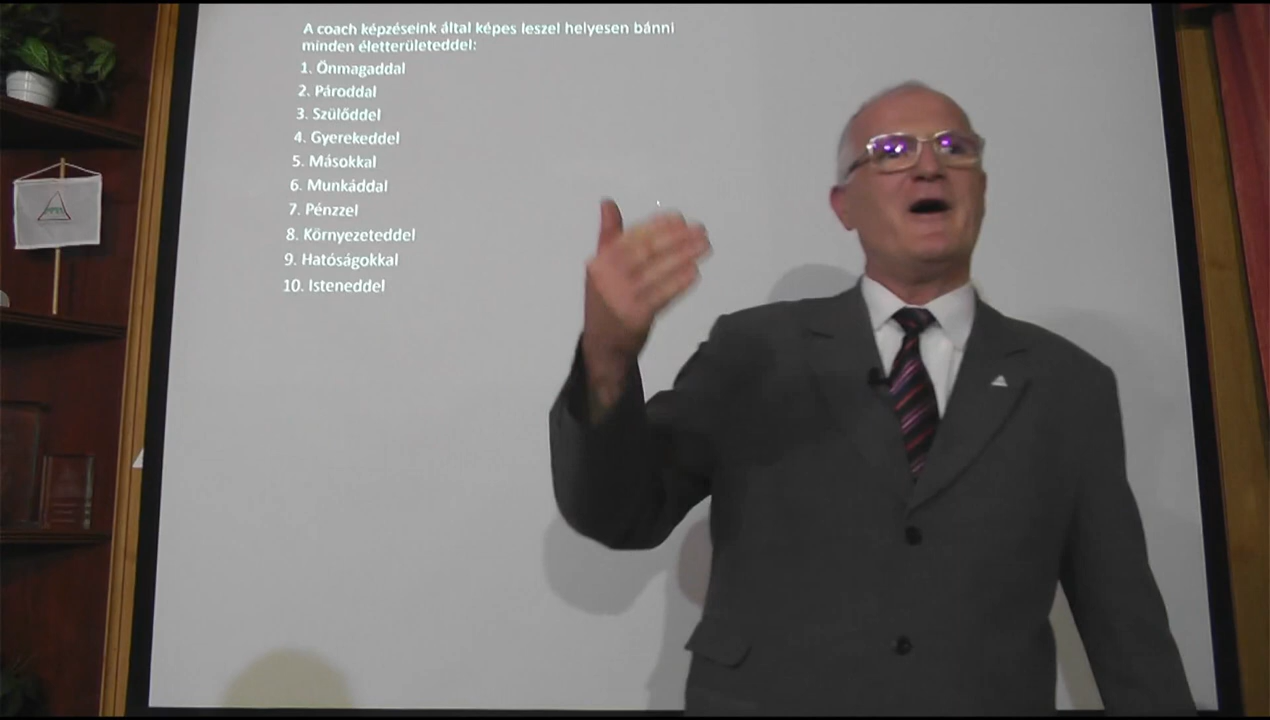 A coach képzéseink által képes leszel helyesen bánni
minden életterületeddel:
1. Önmagaddal
2. Pároddal
3. Szülőddel
4. Gyerekeddel
5. Másokkal
6. Munkáddal
7. Pénzzel
8. Környezeteddel
9. Hatóságokkal
10. Isteneddel